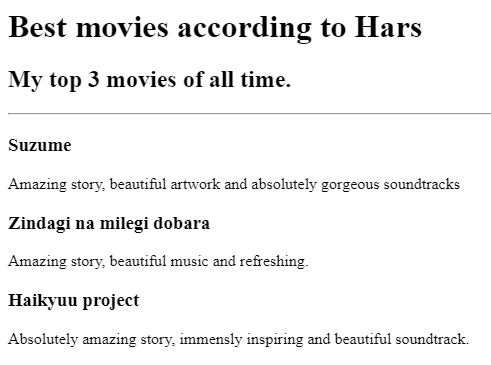 Best movies according to Hars
My top 3 movies of all time.
Suzume
Amazing story, beautiful artwork and absolutely gorgeous soundtracks
Zindagi na milegi dobara
Amazing story, beautiful music and refreshing.
Haikyuu project
Absolutely amazing story, immensly inspiring and beautiful soundtrack.